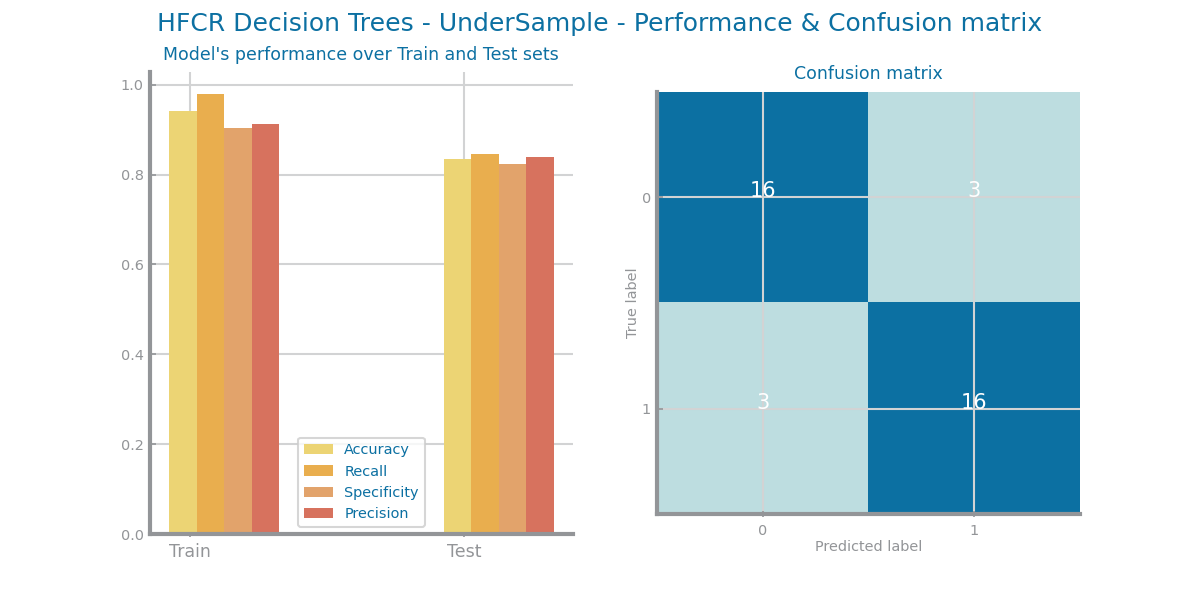 HFCR Decision Trees - UnderSample - Performance & Confusion matrix
Model's performance over Train and Test sets
1.0
0.8
0.6
0.4
0.2
0.0
Train
Test
Accuracy
Recall
Specificity
Precision
Confusion matrix
True label
0
1
16
3
3
16
0
1
Predicted label